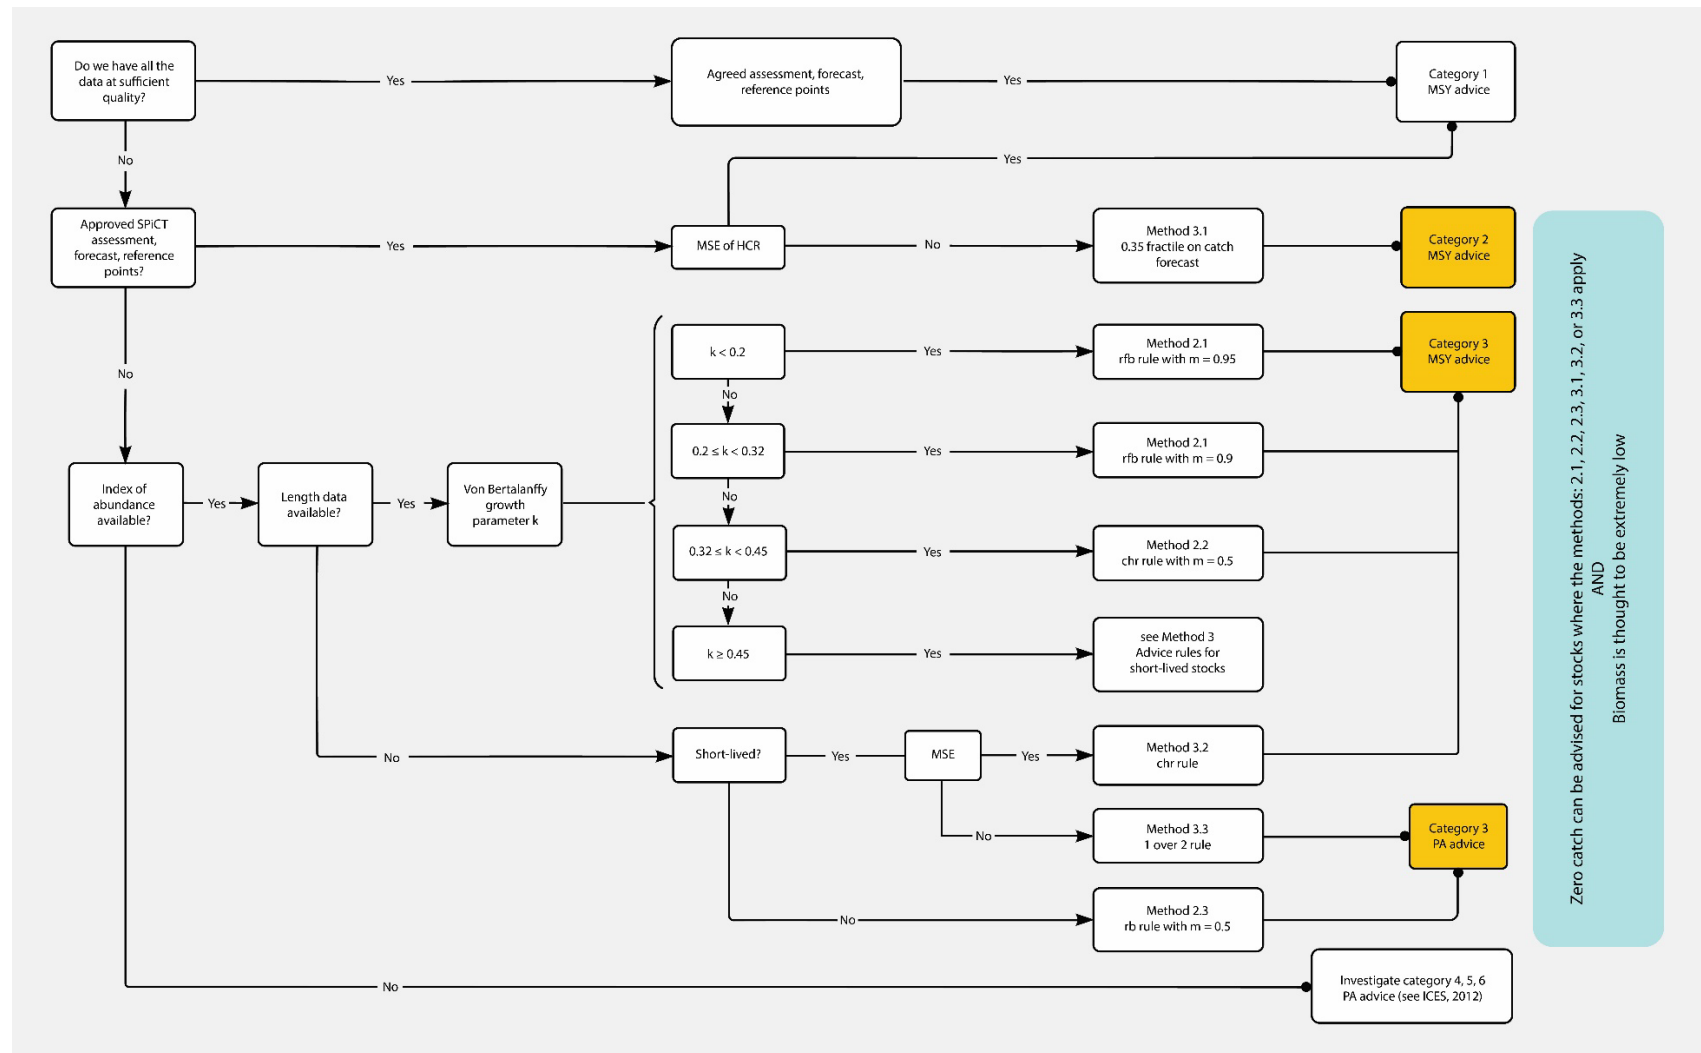 Do we have all the
data at sufficient
quality?
Yes
Agreed assessment, forecast,
reference points
Yes
Category 1
MSY advice
No
Yes
Approved SPiCT
assessment,
forecast, reference
points?
Yes
MSE of HCR
No
Method 3.1
0.35 fractile on catch
forecast
Category 2
MSY advice
No
k < 0.2
Yes
Method 2.1
rfb rule with m = 0.95
Category 3
MSY advice
No
0.2 ≤ k < 0.32
Yes
Method 2.1
rfb rule with m = 0.9
Index of
abundance
available?
Yes
Length data
available?
Yes
Von Bertalanffy
growth
parameter k
No
0.32 ≤ k < 0.45
Yes
Method 2.2
chr rule with m = 0.5
No
k ≥ 0.45
Yes
see Method 3
Advice rules for
short-lived stocks
No
Short-lived?
Yes
MSE
Yes
Method 3.2
chr rule
No
Method 3.3
1 over 2 rule
Category 3
PA advice
No
Method 2.3
rb rule with m = 0.5
No
Investigate category 4, 5, 6
PA advice (see ICES, 2012)
Zero catch can be advised for stocks where the methods: 2.1, 2.2, 2.3, 3.1, 3.2, or 3.3 apply
AND
Biomass is thought to be extremely low